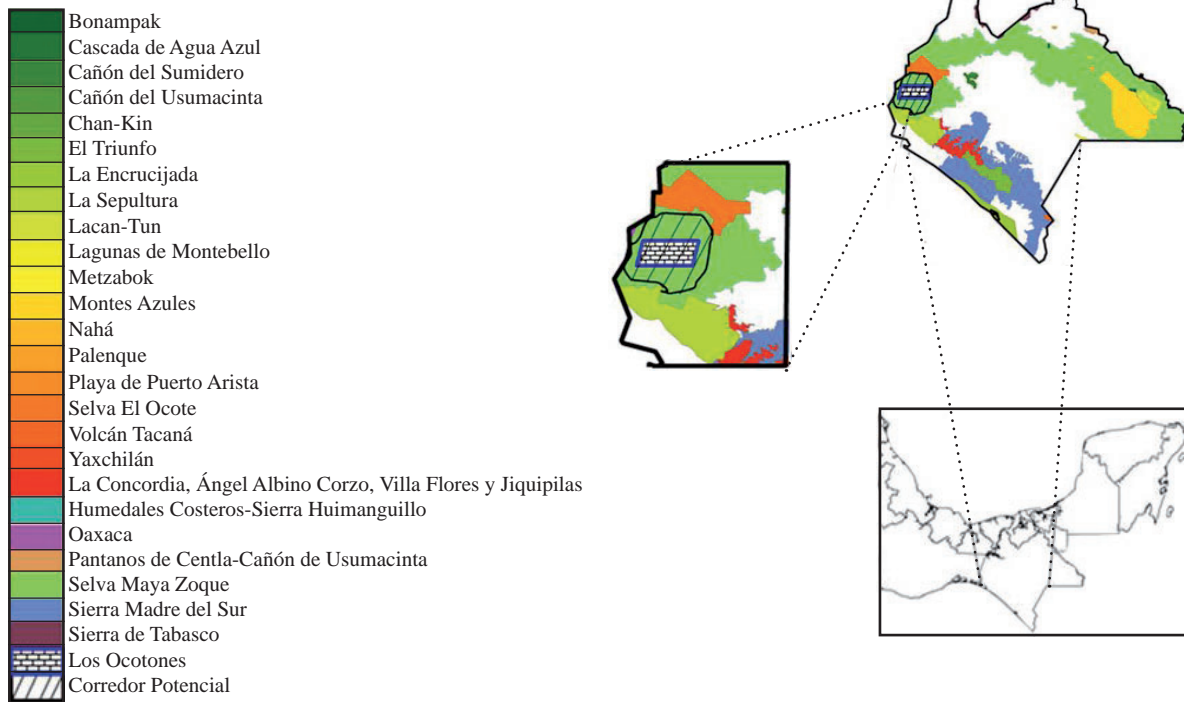 Bonampak
Cascada de Agua Azul
Cañón del Sumidero
Cañón del Usumacinta
Chan-Kin
El Triunfo
La Encrucijada
La Sepultura
Lacan-Tun
Lagunas de Montebello
Metzabok
Montes Azules
Nahá
Palenque
Playa de Puerto Arista
Selva El Ocote
Volcán Tacaná
Yaxchilán
La Concordia, Ángel Albino Corzo, Villa Flores y Jiquipilas
Humedales Costeros-Sierra Huimanguillo
Oaxaca
Pantanos de Centla-Cañón de Usumacinta
Selva Maya Zoque
Sierra Madre del Sur
Sierra de Tabasco
Los Ocotones
Corredor Potencial